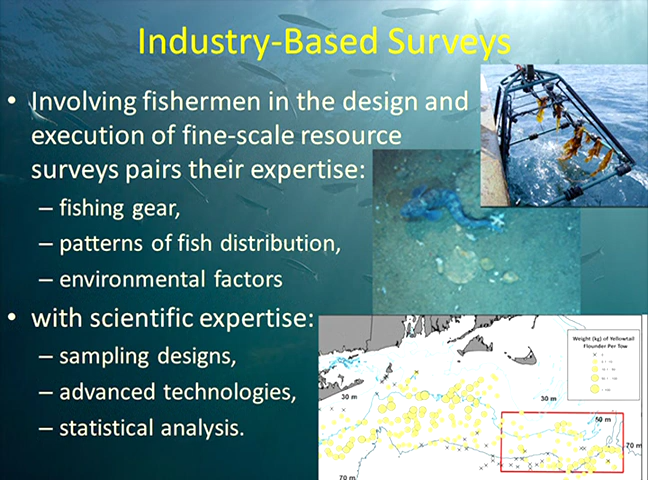 Industry-Based Surveys
• Involving fishermen in the design and
execution of fine-scale resource
surveys pairs their expertise:
– fishing gear,
– patterns of fish distribution,
– environmental factors
• with scientific expertise:
– sampling designs,
– advanced technologies,
– statistical analysis.
Weight (kg) of Yellowtail
Flounder Per Tow
30 m
30 m
50 m
70 m
70 m